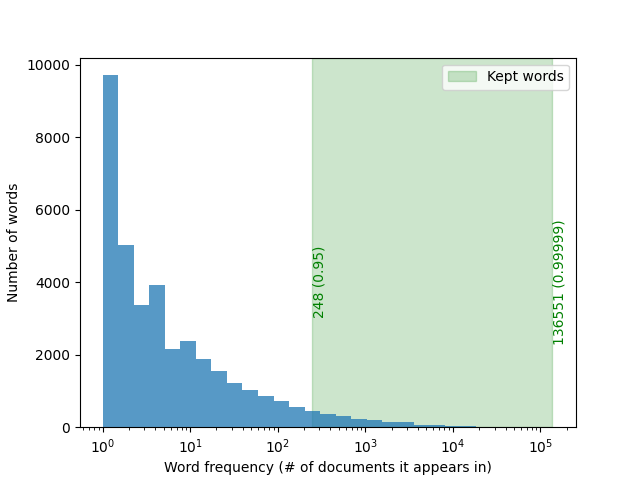 10000
8000
6000
4000
2000
0
Number of words
Kept words
248 (0.95)
136551 (0.99999)
10⁰ 10¹ 10² 10³ 10⁴ 10⁵
Word frequency (# of documents it appears in)